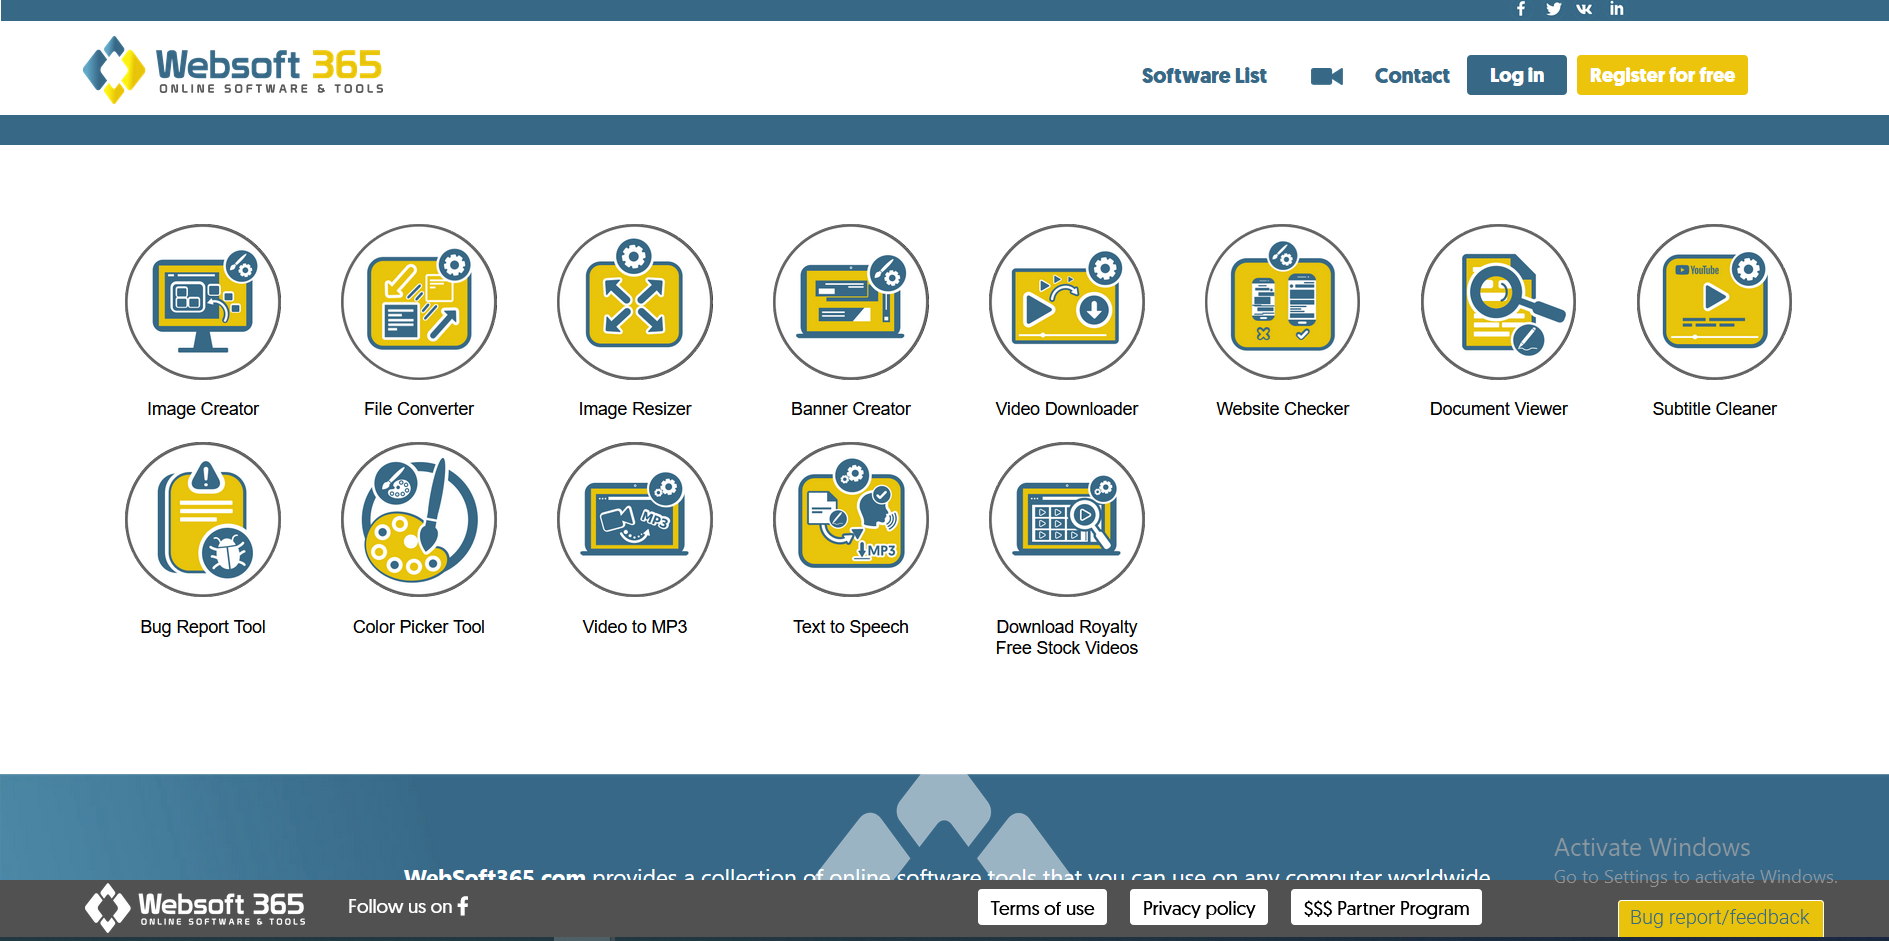 Websoft 365
ONLINE SOFTWARE & TOOLS
Software List
Contact
Log in
Register for free
YouTube
Image Creator
File Converter
Image Resizer
Banner Creator
Video Downloader
Website Checker
Document Viewer
Subtitle Cleaner
MP3
MP3
Bug Report Tool
Color Picker Tool
Video to MP3
Text to Speech
Download Royalty
Free Stock Videos
WebSoft365.com provides a collection of online software tools that you can use on any computer worldwide
Activate Windows
Go to Settings to activate Windows.
Websoft 365
ONLINE SOFTWARE & TOOLS
Follow us on
Terms of use
Privacy policy
$$$ Partner Program
Bug report/feedback